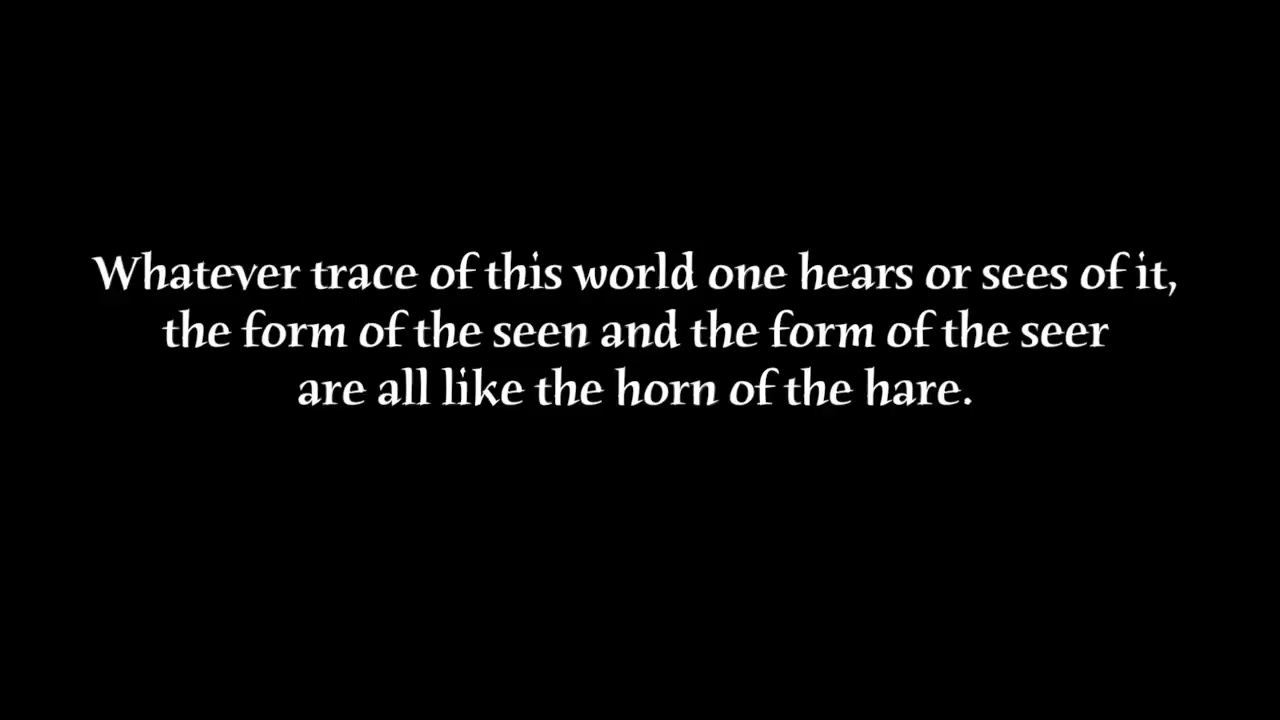 Whatever trace of this world one hears or sees of it,
the form of the seen and the form of the seer
are all like the horn of the hare.